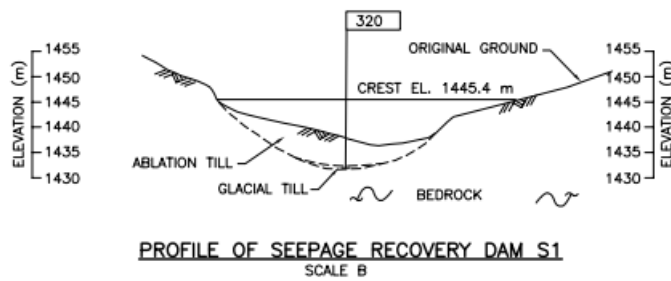 320
ORIGINAL GROUND
1455
1450
1445
1440
1435
1430
ELEVATION (m)
CREST EL. 1445.4 m
1455
1450
1445
1440
1435
1430
ELEVATION (m)
ABLATION TILL
GLACIAL TILL
BEDROCK
PROFILE OF SEEPAGE RECOVERY DAM S1
SCALE B